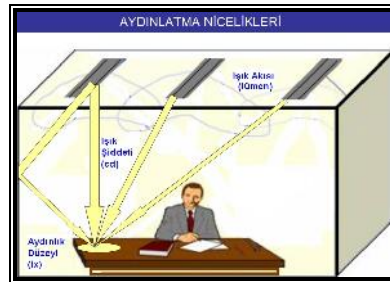 AYDINLATMA NİCELİKLERİ
Işık Akısı
(lümen)
Işık
Şiddeti
(cd)
Aydınlık
Düzeyi
(lx)